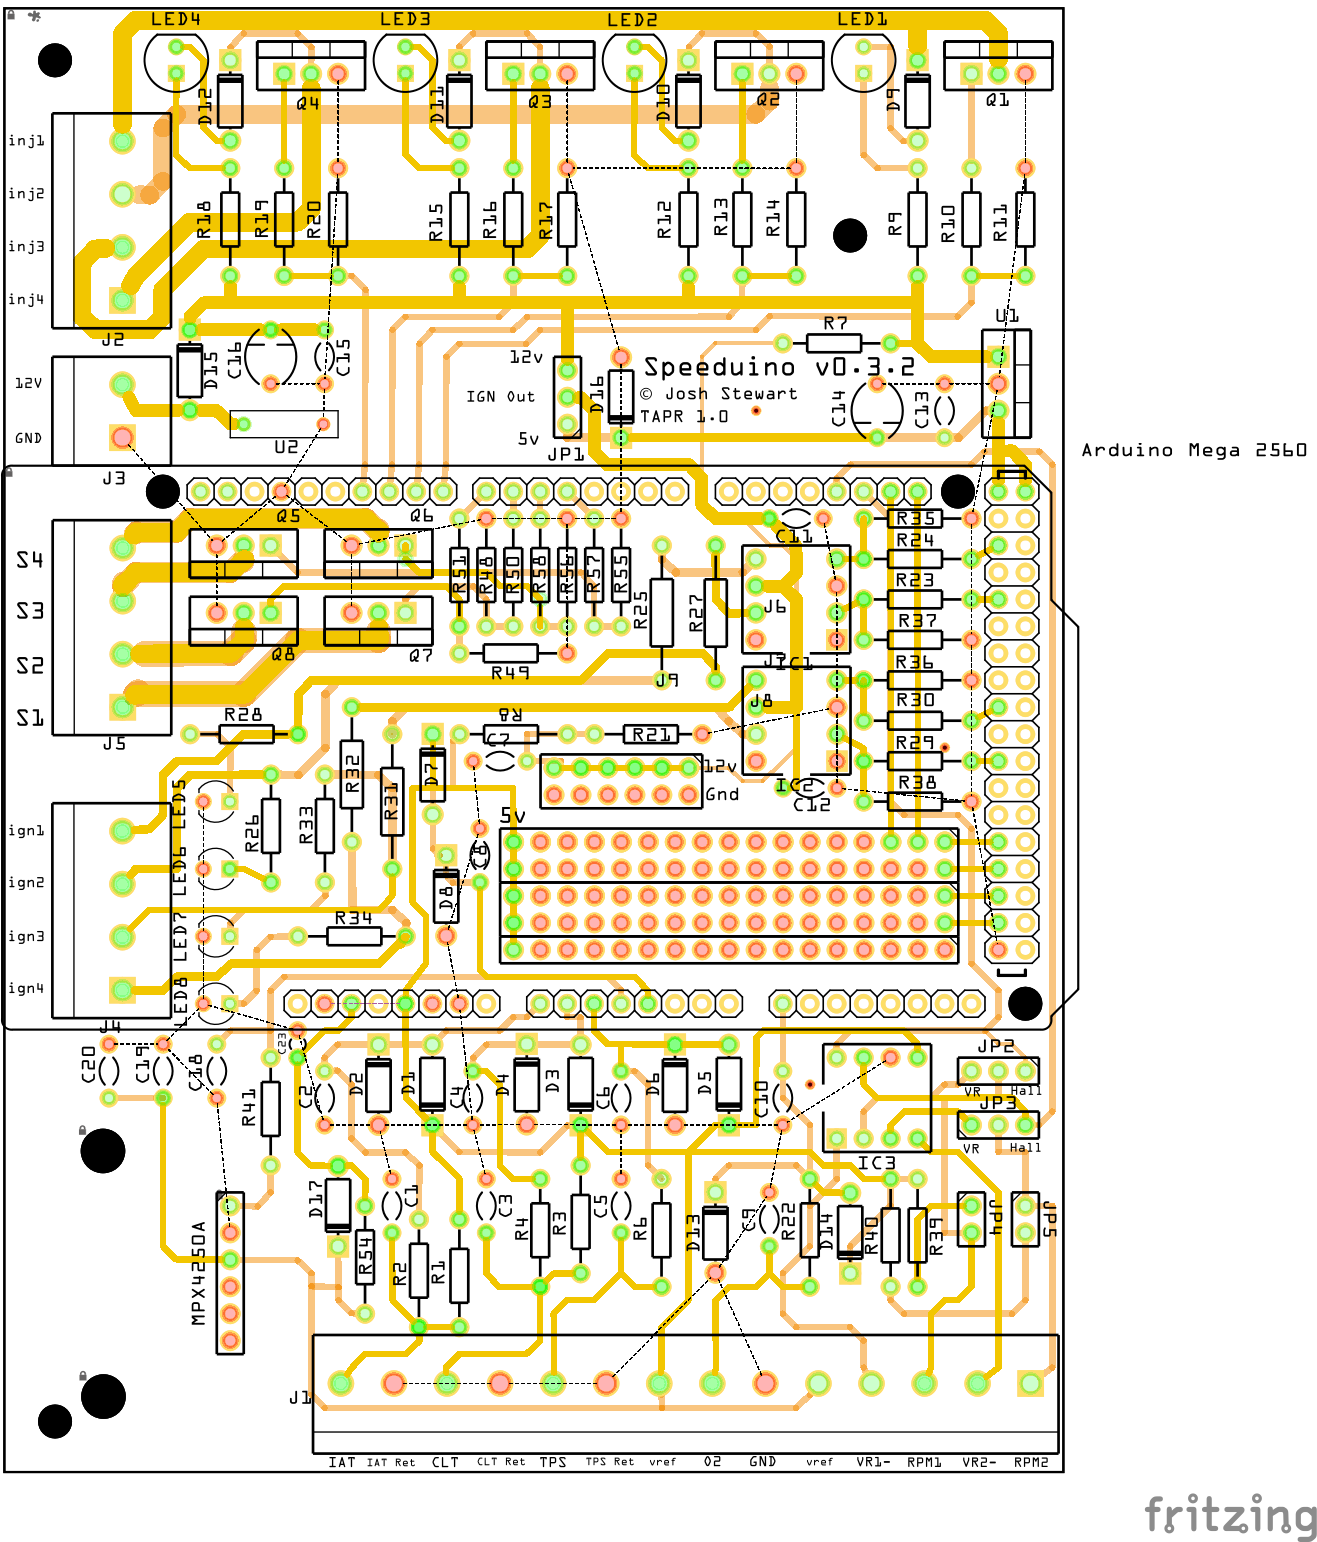 LED4 LED3 LED2 LED1
D12 Q4 D11 Q3 D10 Q2 D9 Q1
inj1
inj2
inj3
inj4
R18 R19 R20 R15 R16 R17 R12 R13 R14 R9 R10 R11
J2
D15 C16 C15
12V
GND
U2
J3
12v
IGN Out
5v
JP1
D16
R7
U1
Speeduino v0.3.2
© Josh Stewart
TAPR 1.0
C14 C13
Arduino Mega 2560
Q5 Q6
S4
S3
S2
S1
Q8 Q7
J5
R51 R48 R50 R58 R56 R57 R55
R49
R25 R27
J9
C11
J6
J7 IC1
J8
IC2
C12
R35
R24
R23
R37
R36
R30
R29
R38
R28
R32
R31
R8
C7
R21
D7
12v
Gnd
5v
ign1
ign2
ign3
ign4
J4
LED5
LED6
LED7
LED8
R26 R33
R34
C8
D8
C20 C19 C18 C23
R41
C2 D2 D1 C4 D4 D3 C6 D6 D5 C10
IC3
JP2
VR Hall
JP3
VR Hall
D17 R54 C1 R2 R1 C3 R4 R3 C5 R6 D13 C9 R22 D14 R40 R39 JP4 JP5
MPX4250A
J1
IAT IAT Ret CLT CLT Ret TPS TPS Ret vref O2 GND vref VR1- RPM1 VR2- RPM2
fritzing